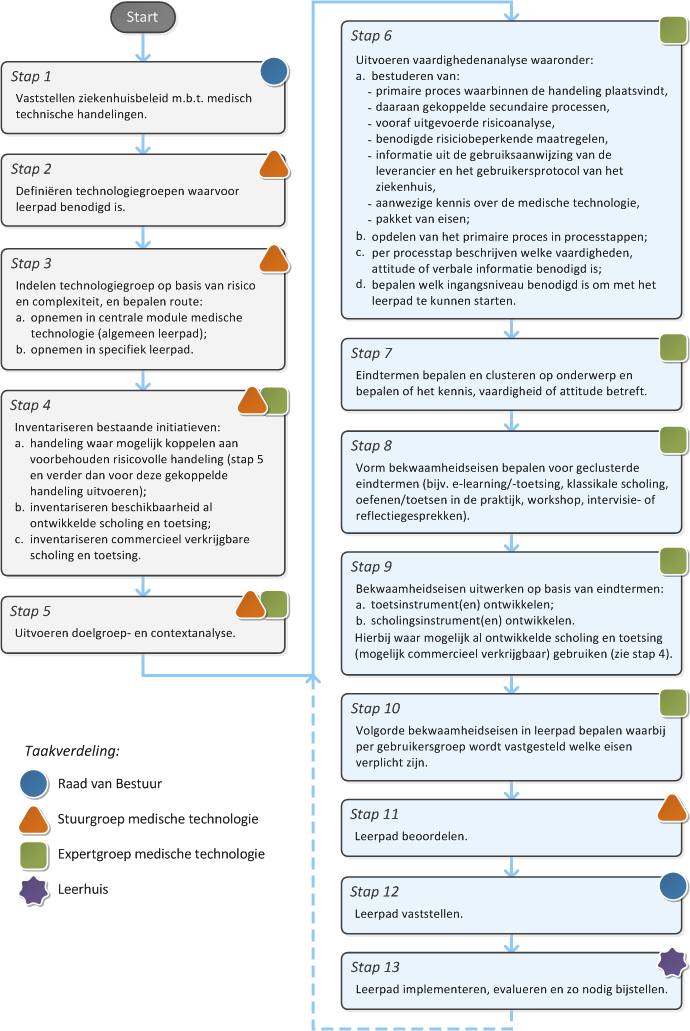 Start
Stap 1
Vaststellen ziekenhuisbeleid m.b.t. medisch
technische handelingen.
Stap 2
Definiëren technologiegroepen waarvoor
leerpad benodigd is.
Stap 3
Indelen technologiegroep op basis van risico
en complexiteit, en bepalen route:
a. opnemen in centrale module medische
technologie (algemeen leerpad);
b. opnemen in specifiek leerpad.
Stap 4
Inventariseren bestaande initiatieven:
a. handeling waar mogelijk koppelen aan
voorbehouden risicovolle handeling (stap 5
en verder dan voor deze gekoppelde
handeling uitvoeren);
b. inventariseren beschikbaarheid al
ontwikkelde scholing en toetsing;
c. inventariseren commercieel verkrijgbare
scholing en toetsing.
Stap 5
Uitvoeren doelgroep- en contextanalyse.
Taakverdeling:
Raad van Bestuur
Stuurgroep medische technologie
Expertgroep medische technologie
Leerhuis
Stap 6
Uitvoeren vaardighedenanalyse waaronder:
a. bestuderen van:
- primaire proces waarbinnen de handeling plaatsvindt,
- daaraan gekoppelde secundaire processen,
- vooraf uitgevoerde risicoanalyse,
- benodigde risiciobeperkende maatregelen,
- informatie uit de gebruiksaanwijzing van de
leverancier en het gebruikersprotocol van het
ziekenhuis,
- aanwezige kennis over de medische technologie,
- pakket van eisen;
b. opdelen van het primaire proces in processtappen;
c. per processtap beschrijven welke vaardigheden,
attitude of verbale informatie benodigd is;
d. bepalen welk ingangsniveau benodigd is om met het
leerpad te kunnen starten.
Stap 7
Eindtermen bepalen en clusteren op onderwerp en
bepalen of het kennis, vaardigheid of attitude betreft.
Stap 8
Vorm bekwaamheidseisen bepalen voor geclusterde
eindtermen (bijv. e-learning/-toetsing, klassikale scholing,
oefenen/toetsen in de praktijk, workshop, intervisie- of
reflectiegesprekken).
Stap 9
Bekwaamheidseisen uitwerken op basis van eindtermen:
a. toetsinstrument(en) ontwikkelen;
b. scholingsinstrument(en) ontwikkelen.
Hierbij waar mogelijk al ontwikkelde scholing en toetsing
(mogelijk commercieel verkrijgbaar) gebruiken (zie stap 4).
Stap 10
Volgorde bekwaamheidseisen in leerpad bepalen waarbij
per gebruikersgroep wordt vastgesteld welke eisen
verplicht zijn.
Stap 11
Leerpad beoordelen.
Stap 12
Leerpad vaststellen.
Stap 13
Leerpad implementeren, evalueren en zo nodig bijstellen.